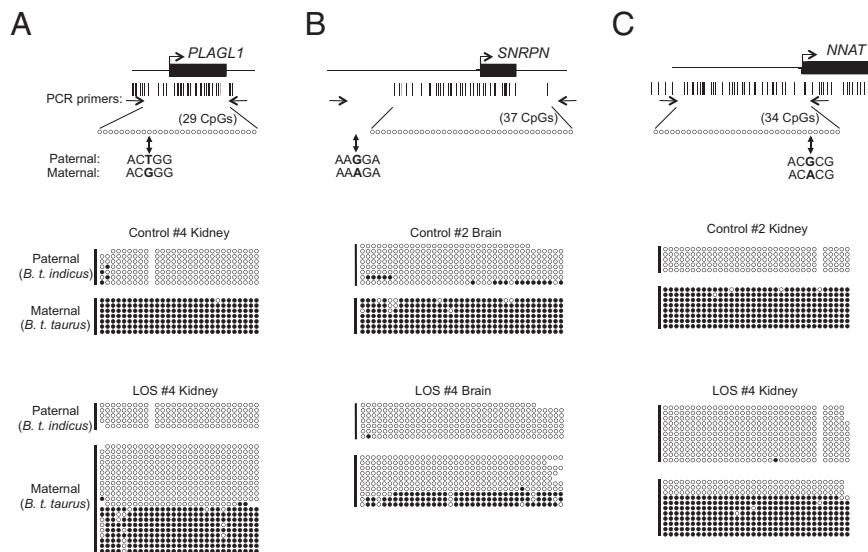 A
B
C
PLAGL1
SNRPN
NNAT
PCR primers:
(29 CpGs)
(37 CpGs)
(34 CpGs)
Paternal: ACTGG
Maternal: ACGGG
AAGGA
AAAGA
ACGCG
ACACG
Control #4 Kidney
Control #2 Brain
Control #2 Kidney
Paternal
(B. t. indicus)
Maternal
(B. t. taurus)
LOS #4 Kidney
LOS #4 Brain
LOS #4 Kidney
Paternal
(B. t. indicus)
Maternal
(B. t. taurus)